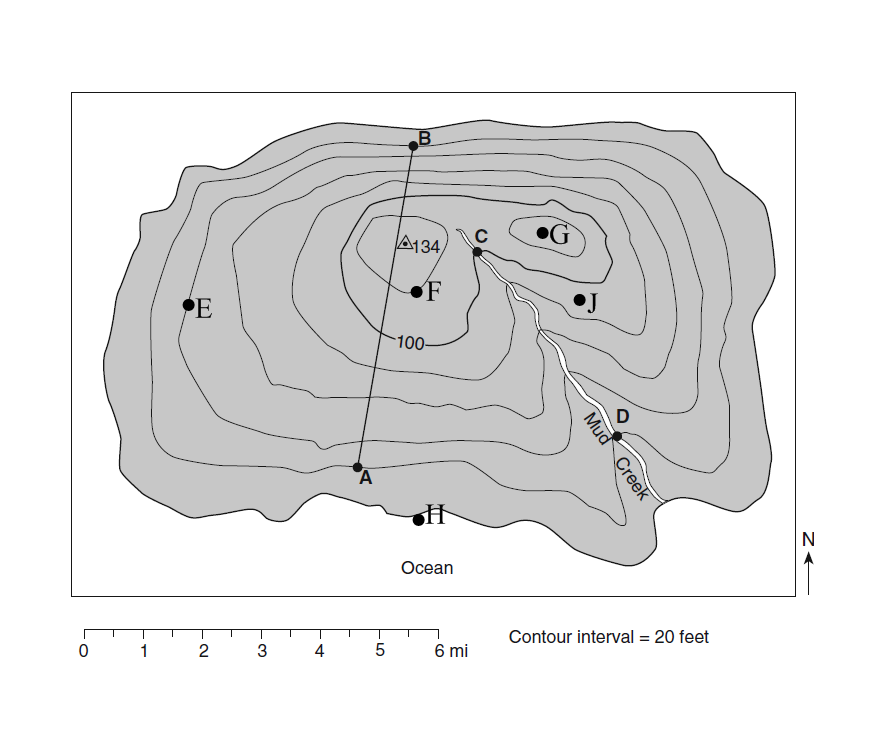 B
C
G
134
F
E
J
100
D
Mud
Creek
A
H
Ocean
N
0 1 2 3 4 5 6 mi
Contour interval = 20 feet